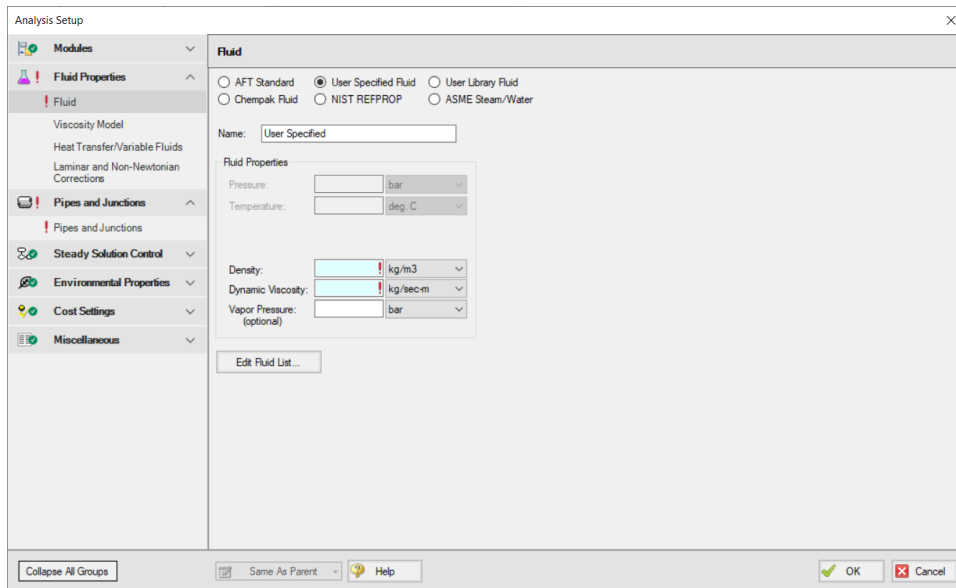 Analysis Setup
Modules
Fluid Properties
Fluid
Viscosity Model
Heat Transfer/Variable Fluids
Laminar and Non-Newtonian
Corrections
Pipes and Junctions
Pipes and Junctions
Steady Solution Control
Environmental Properties
Cost Settings
Miscellaneous
Collapse All Groups
Fluid
AFT Standard User Specified Fluid User Library Fluid
Chempak Fluid NIST REFPROP ASME Steam/Water
Name: User Specified
Fluid Properties
Pressure: bar
Temperature: deg. C
Density: kg/m3
Dynamic Viscosity: kg/sec-m
Vapor Pressure: bar
(optional)
Edit Fluid List...
Same As Parent Help OK Cancel